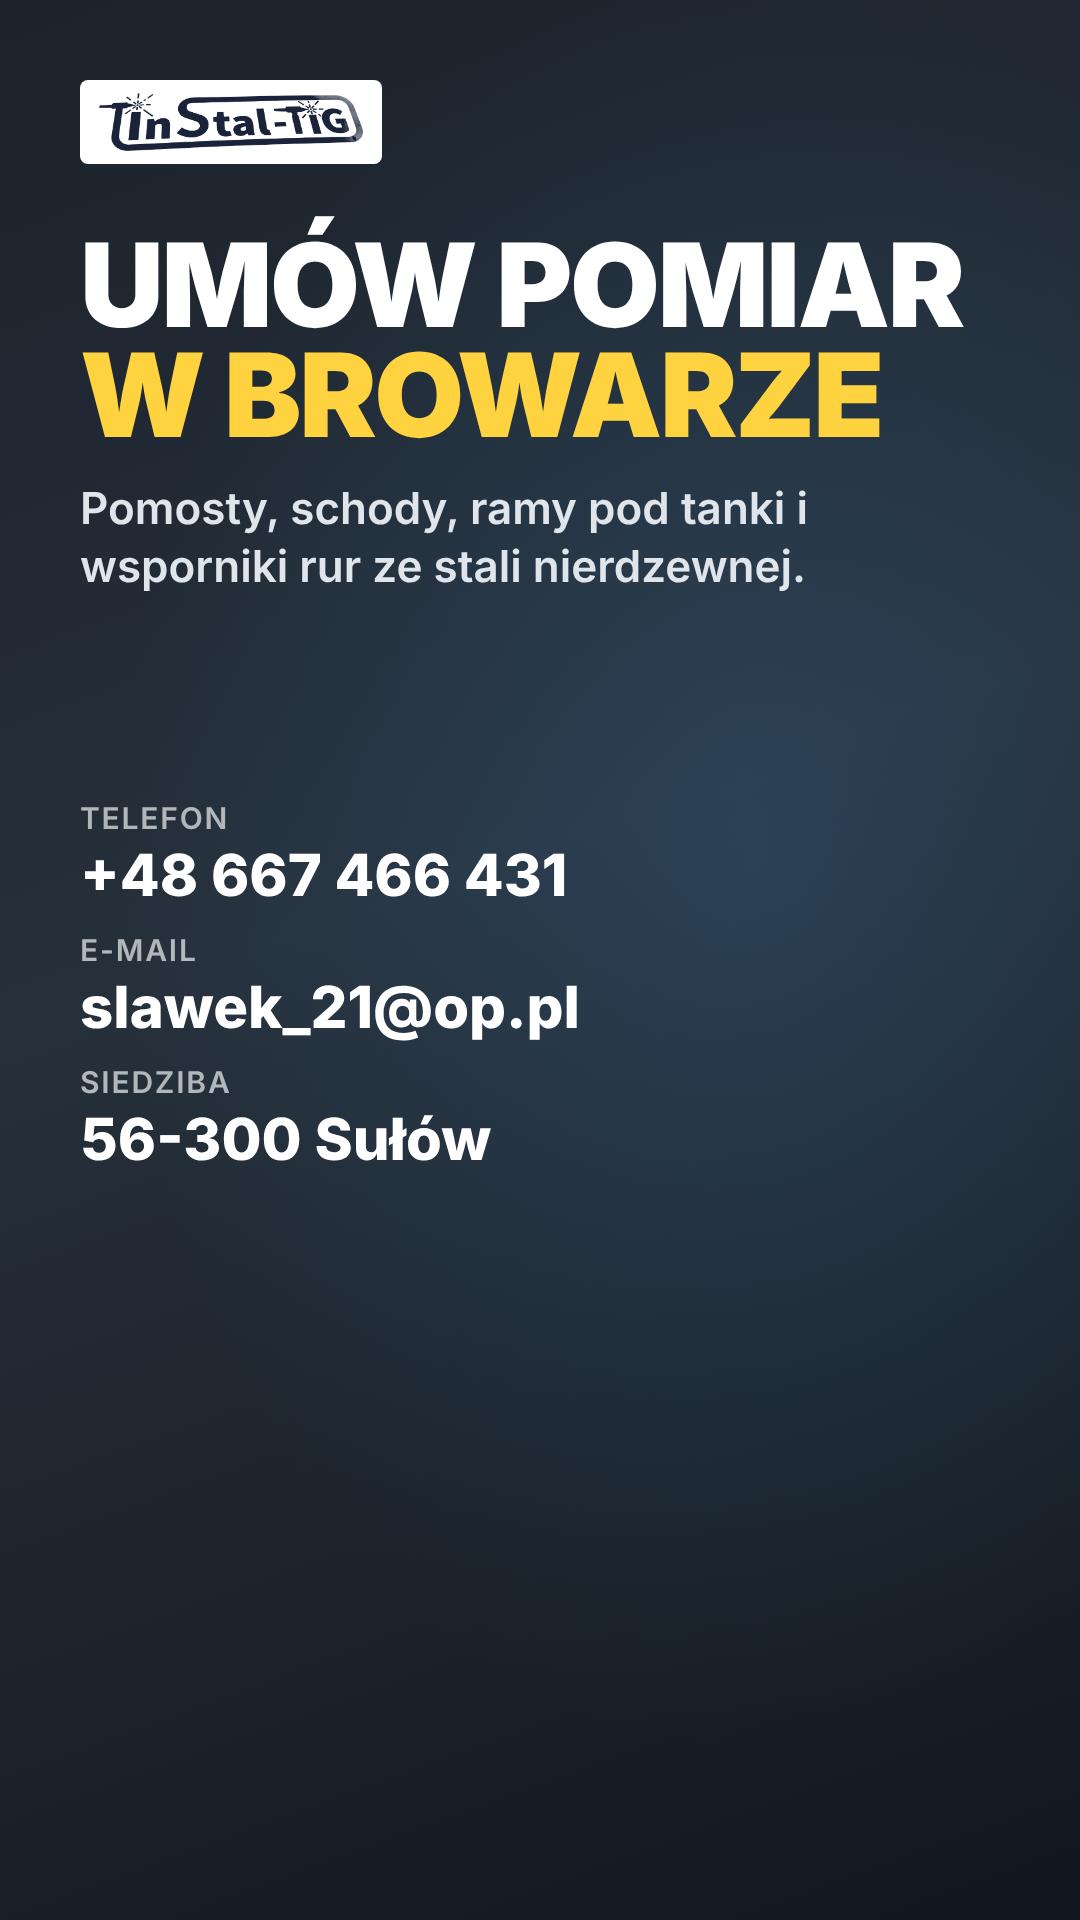 InStal-TiG
UMÓW POMIAR
W BROWARZE
Pomosty, schody, ramy pod tanki i
wsporniki rur ze stali nierdzewnej.
TELEFON
+48 667 466 431
E-MAIL
slawek_21@op.pl
SIEDZIBA
56-300 Sułów